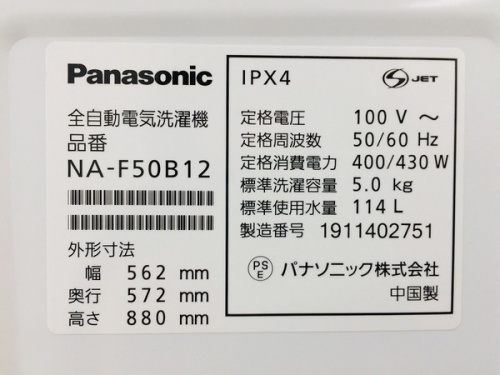 Panasonic
全自動電気洗濯機
品番
NA-F50B12
外形寸法
幅 562 mm
奥行 572 mm
高さ 880 mm
IPX4
S JET
定格電圧 100 V ～
定格周波数 50/60 Hz
定格消費電力 400/430 W
標準洗濯容量 5.0 kg
標準使用水量 114 L
製造番号 1911402751
PS
E
パナソニック株式会社
中国製